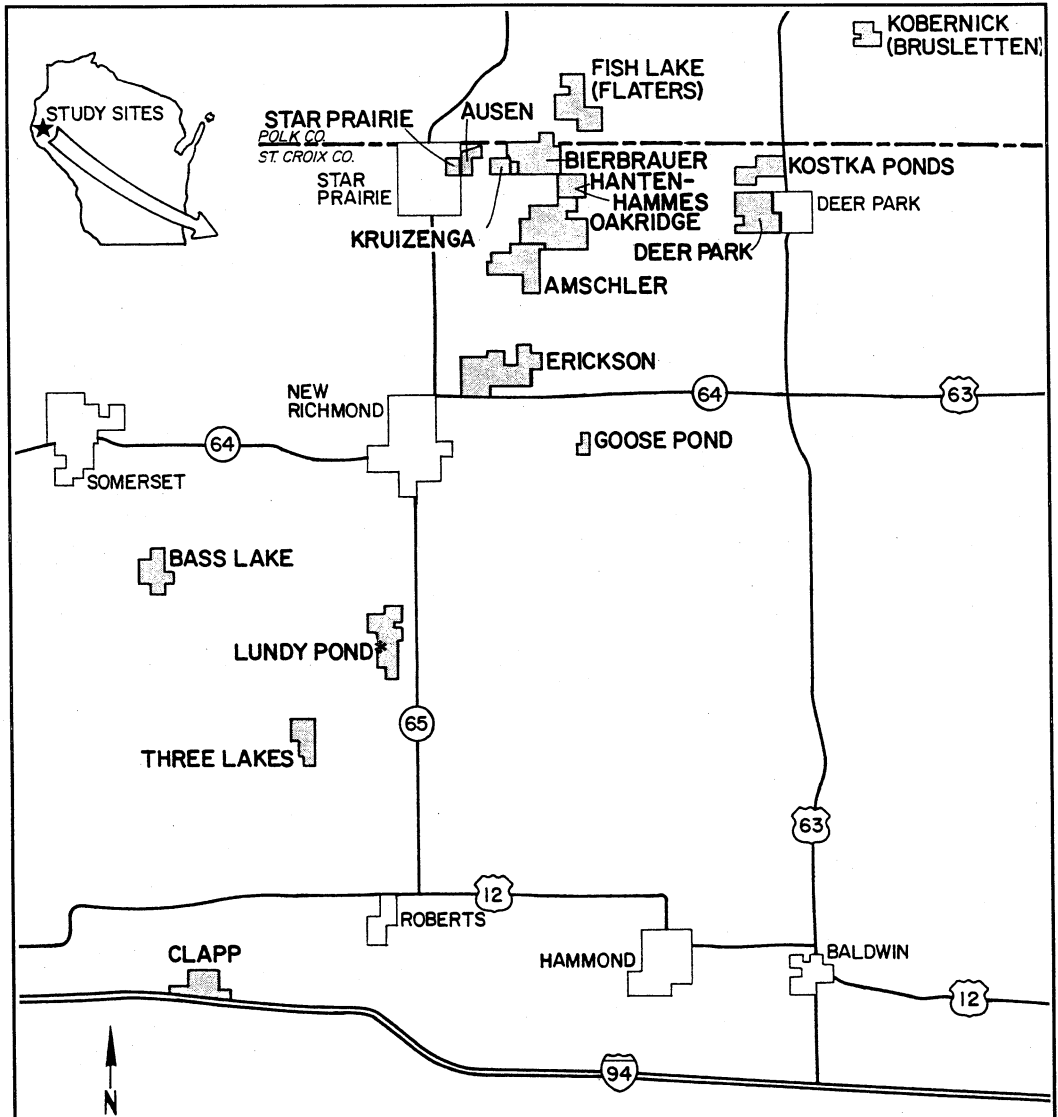 KOBERNICK
(BRUSLETTEN)
FISH LAKE
(FLATERS)
STUDY SITES
STAR PRAIRIE
AUSEN
POLK CO.
ST. CROIX CO.
STAR
PRAIRIE
BIERBRAUER
KOSTKA PONDS
HANTEN-
HAMMES
DEER PARK
KRUIZENGA
OAKRIDGE
DEER PARK
AMSCHLER
ERICKSON
NEW
RICHMOND
64
63
64
GOOSE POND
SOMERSET
BASS LAKE
LUNDY POND*
65
THREE LAKES
63
12
ROBERTS
CLAPP
HAMMOND
BALDWIN
12
94
N